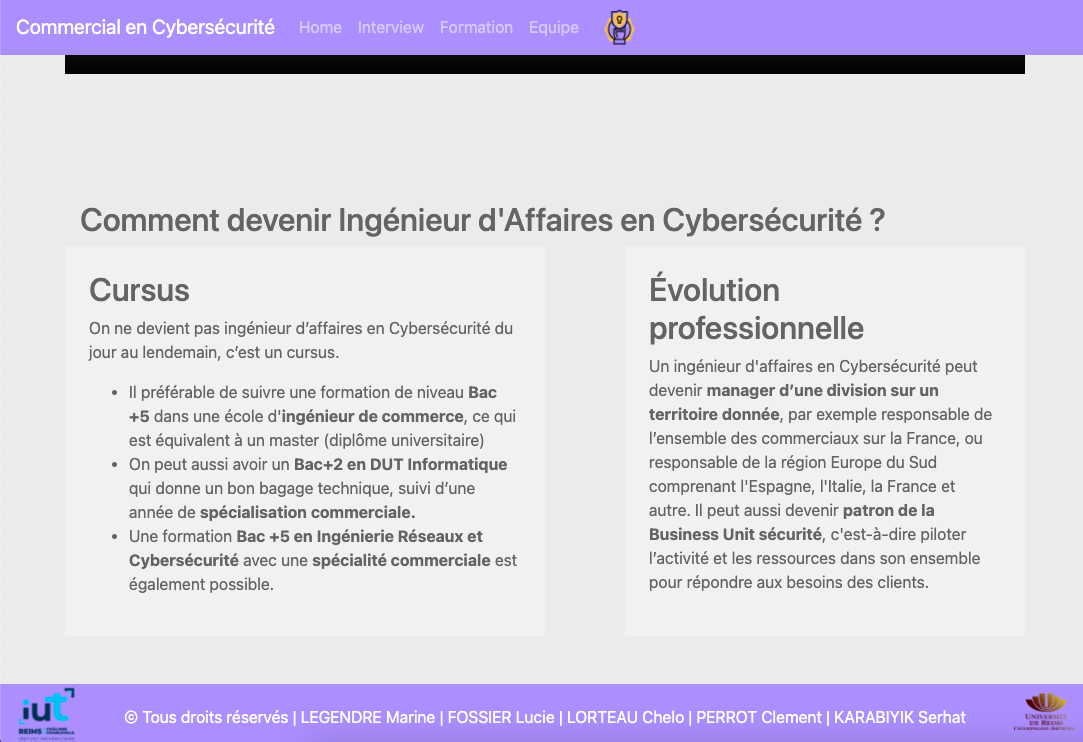 Commercial en Cybersécurité Home Interview Formation Equipe
Comment devenir Ingénieur d'Affaires en Cybersécurité ?
Cursus
On ne devient pas ingénieur d’affaires en Cybersécurité du
jour au lendemain, c’est un cursus.
• Il préférable de suivre une formation de niveau Bac
+5 dans une école d'ingénieur de commerce, ce qui
est équivalent à un master (diplôme universitaire)
• On peut aussi avoir un Bac+2 en DUT Informatique
qui donne un bon bagage technique, suivi d’une
année de spécialisation commerciale.
• Une formation Bac +5 en Ingénierie Réseaux et
Cybersécurité avec une spécialité commerciale est
également possible.
Évolution
professionnelle
Un ingénieur d'affaires en Cybersécurité peut
devenir manager d’une division sur un
territoire donnée, par exemple responsable de
l’ensemble des commerciaux sur la France, ou
responsable de la région Europe du Sud
comprenant l'Espagne, l'Italie, la France et
autre. Il peut aussi devenir patron de la
Business Unit sécurité, c'est-à-dire piloter
l’activité et les ressources dans son ensemble
pour répondre aux besoins des clients.
iut
REIMS
© Tous droits réservés | LEGENDRE Marine | FOSSIER Lucie | LORTEAU Chelo | PERROT Clement | KARABIYIK Serhat
UNIVERSITÉ
DE REIMS
CHAMPAGNE-ARDENNE